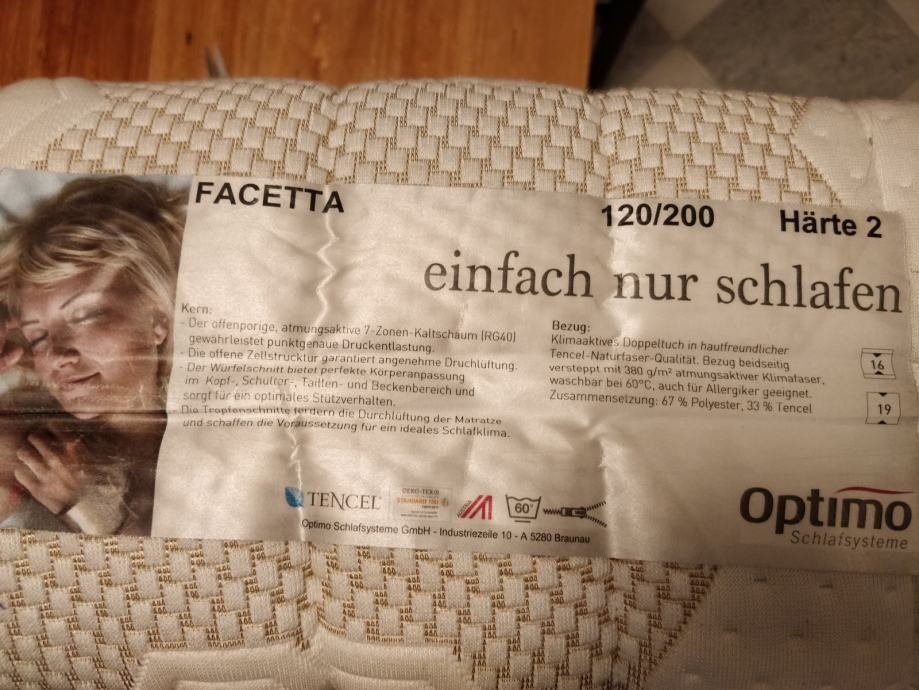 FACETTA
120/200
Härte 2
einfach nur schlafen
Kern:
- Der offenporige, atmungsaktive 7-Zonen-Kaltschaum (RG40)
gewährleistet punktgenaue Druckentlastung.
- Die offene Zellstrucktur garantiert angenehme Druchlüftung.
- Der Würfelschnitt bietet perfekte Körperanpassung
im Kopf-, Schulter-, Taillen- und Beckenbereich und
sorgt für ein optimales Stützverhalten.
- Die Tropfenschnitte fördern die Durchlüftung der Matratze
und schaffen die Voraussetzung für ein ideales Schlafklima.
Bezug:
Klimaaktives Doppeltuch in hautfreundlicher
Tencel-Naturfaser-Qualität. Bezug beidseitig
versteppt mit 380 g/m² atmungsaktiver Klimafaser,
waschbar bei 60°C, auch für Allergiker geeignet.
Zusammensetzung: 67 % Polyester, 33 % Tencel
16
19
TENCEL®
OEKO-TEX®
STANDARD 100
AUSTRIA
60°
Optimo
Schlafsysteme
Optimo Schlafsysteme GmbH - Industriezeile 10 - A 5280 Braunau